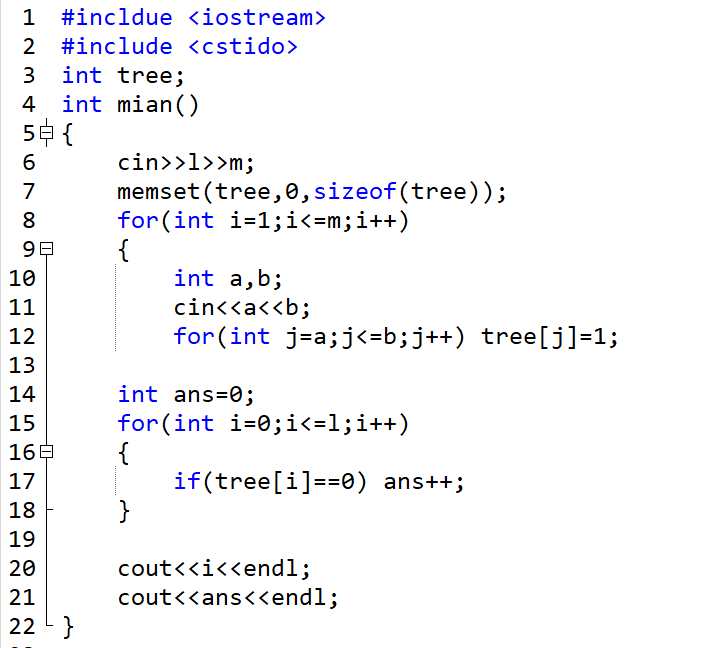 1 #incldue <iostream>
2 #include <cstido>
3 int tree;
4 int mian()
5 {
6 cin>>l>>m;
7 memset(tree,0,sizeof(tree));
8 for(int i=1;i<=m;i++)
9 {
10 int a,b;
11 cin<<a<<b;
12 for(int j=a;j<=b;j++) tree[j]=1;
13
14 int ans=0;
15 for(int i=0;i<=l;i++)
16 {
17 if(tree[i]==0) ans++;
18 }
19
20 cout<<i<<endl;
21 cout<<ans<<endl;
22 }